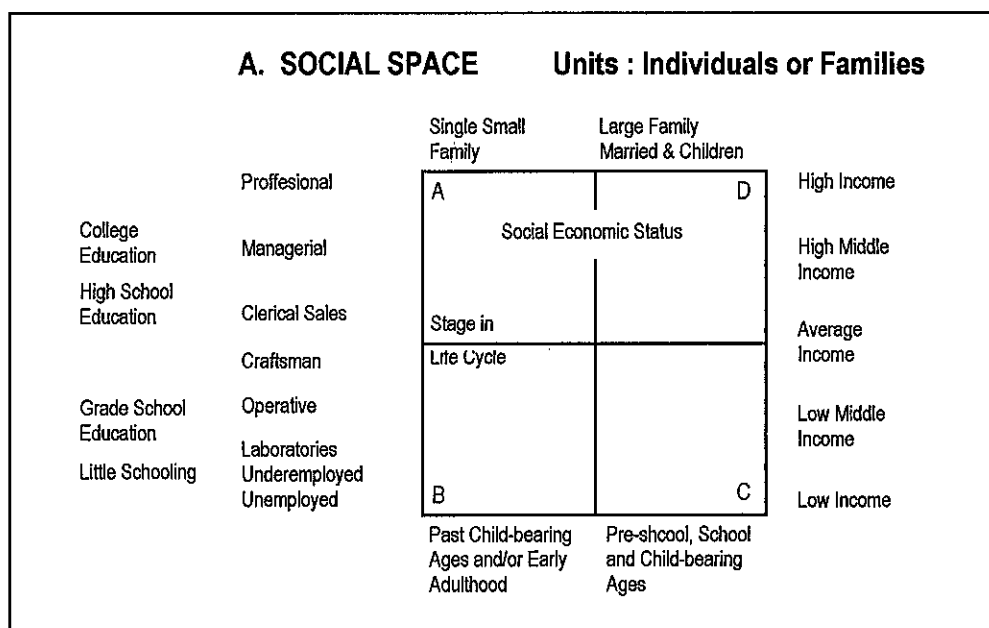 A. SOCIAL SPACE Units : Individuals or Families
Single Small
Family
Large Family
Married & Children
College
Education
High School
Education
Grade School
Education
Little Schooling
Proffesional
Managerial
Clerical Sales
Craftsman
Operative
Laboratories
Underemployed
Unemployed
A
D
Social Economic Status
Stage in
Life Cycle
B
C
High Income
High Middle
Income
Average
Income
Low Middle
Income
Low Income
Past Child-bearing
Ages and/or Early
Adulthood
Pre-shcool, School
and Child-bearing
Ages